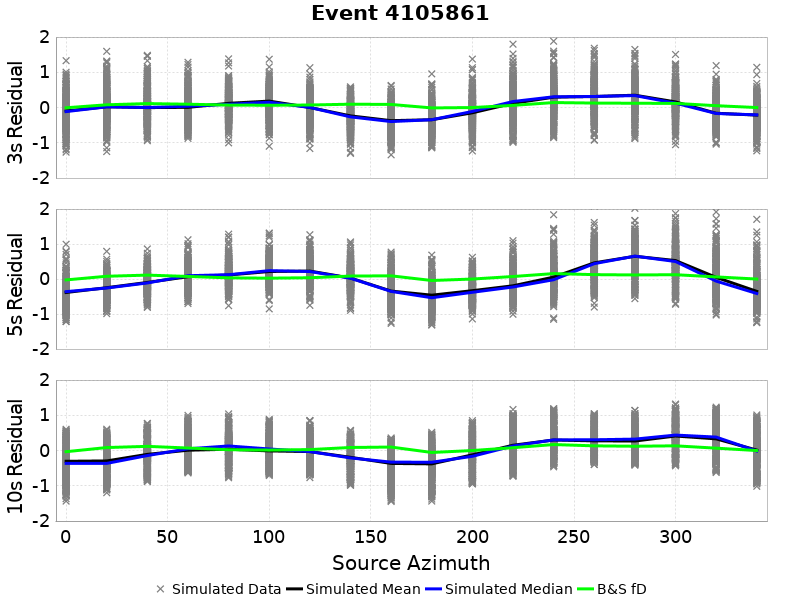 Event 4105861
3s Residual
2
1
0
-1
-2
5s Residual
2
1
0
-1
-2
10s Residual
2
1
0
-1
-2
0 50 100 150 200 250 300
Source Azimuth
Simulated Data Simulated Mean Simulated Median B&S fD